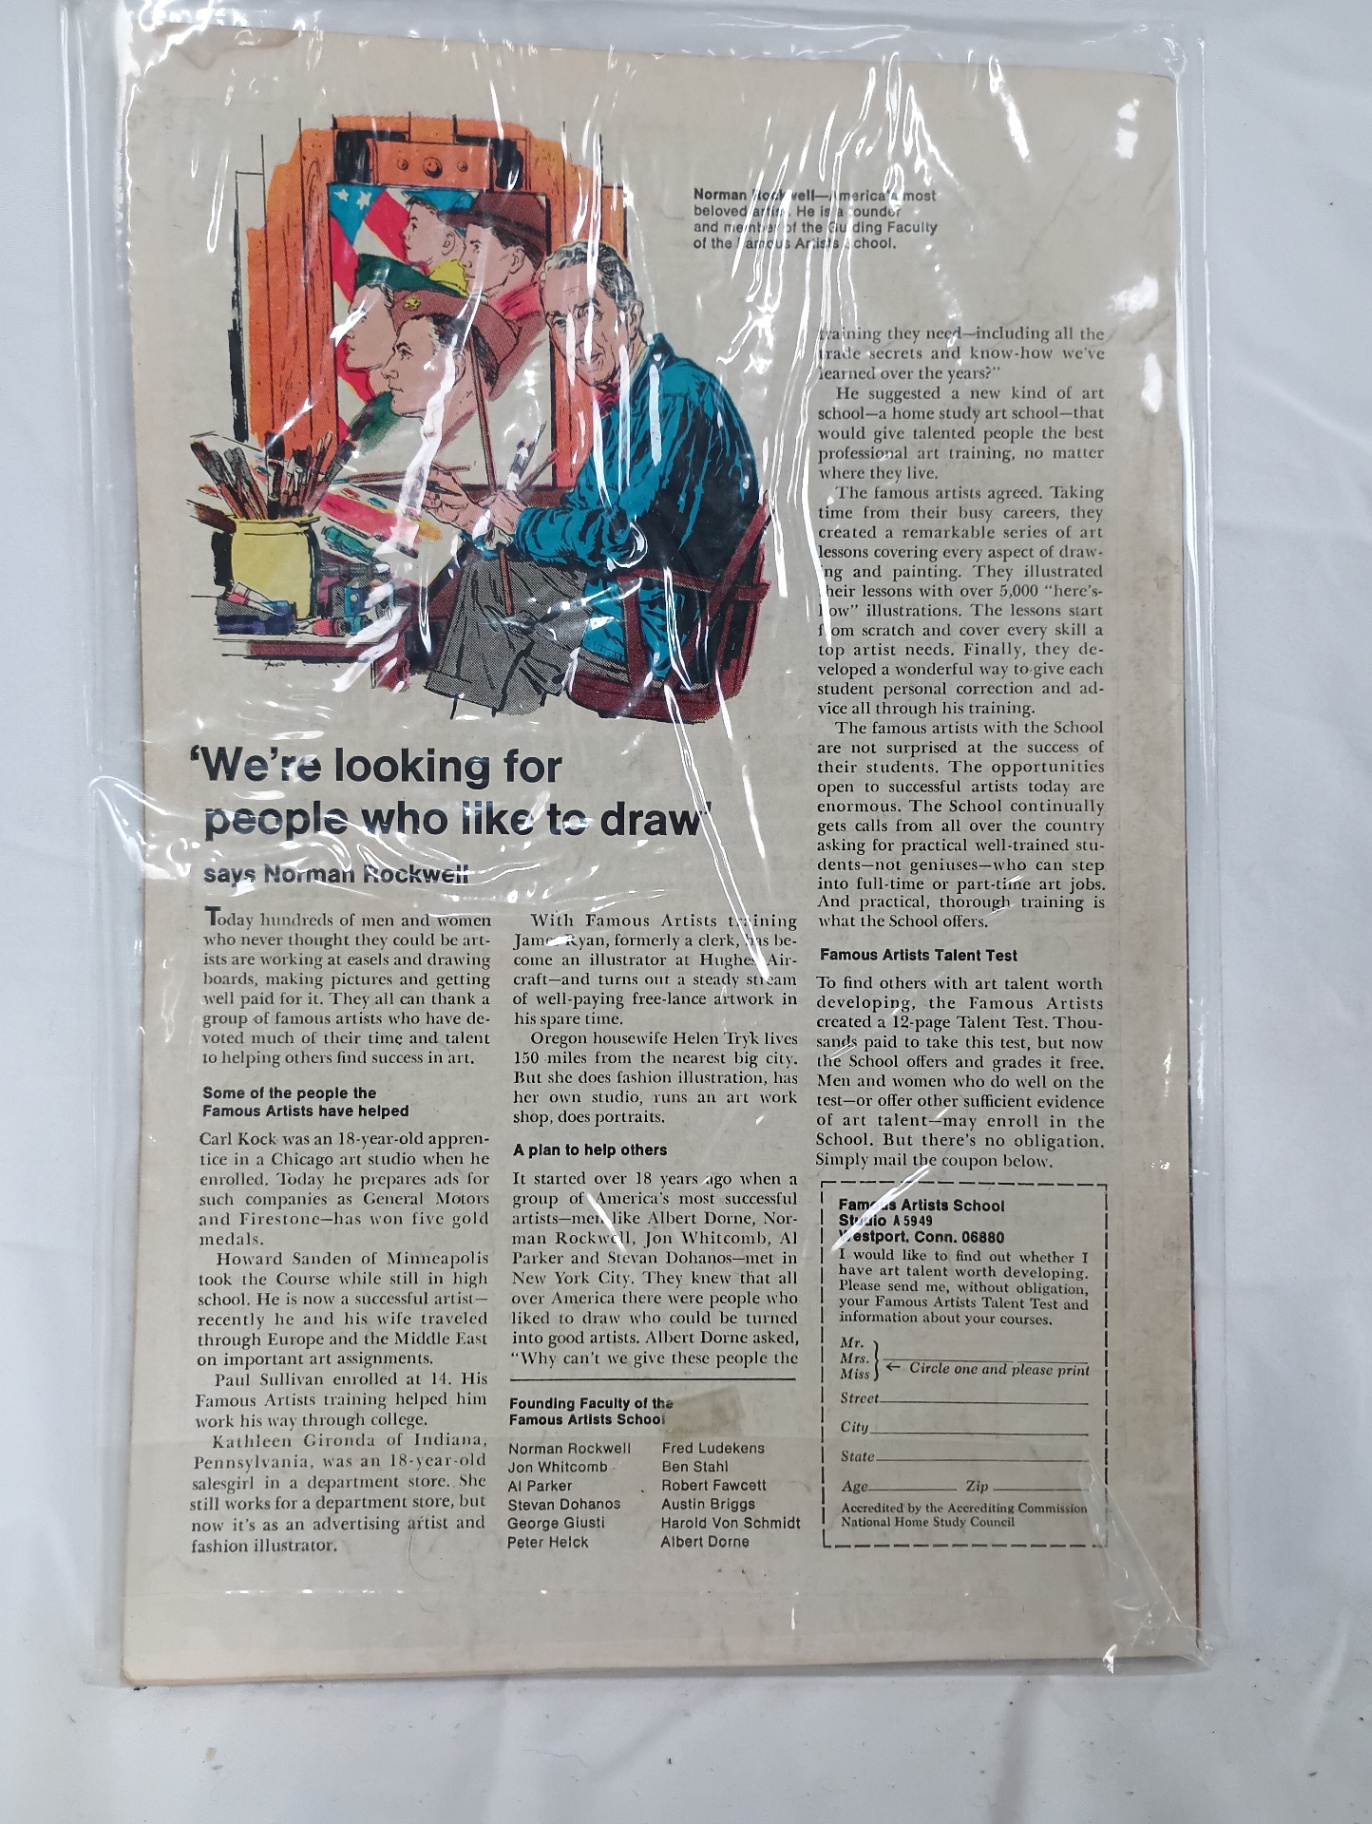 Norman Rockwell—America's most
beloved artist. He is a founder
and member of the Guiding Faculty
of the Famous Artists School.
‘We're looking for
people who like to draw’
says Norman Rockwell
Today hundreds of men and women
who never thought they could be art-
ists are working at easels and drawing
boards, making pictures and getting
well paid for it. They all can thank a
group of famous artists who have de-
voted much of their time and talent
to helping others find success in art.
Some of the people the
Famous Artists have helped
Carl Kock was an 18-year-old appren-
tice in a Chicago art studio when he
enrolled. Today he prepares ads for
such companies as General Motors
and Firestone—has won five gold
medals.
Howard Sanden of Minneapolis
took the Course while still in high
school. He is now a successful artist—
recently he and his wife traveled
through Europe and the Middle East
on important art assignments.
Paul Sullivan enrolled at 14. His
Famous Artists training helped him
work his way through college.
Kathleen Gironda of Indiana,
Pennsylvania, was an 18-year-old
salesgirl in a department store. She
still works for a department store, but
now it's as an advertising artist and
fashion illustrator.
With Famous Artists training
James Ryan, formerly a clerk, has be-
come an illustrator at Hughes Air-
craft—and turns out a steady stream
of well-paying free-lance artwork in
his spare time.
Oregon housewife Helen Tryk lives
150 miles from the nearest big city.
But she does fashion illustration, has
her own studio, runs an art work
shop, does portraits.
A plan to help others
It started over 18 years ago when a
group of America's most successful
artists—men like Albert Dorne, Nor-
man Rockwell, Jon Whitcomb, Al
Parker and Stevan Dohanos—met in
New York City. They knew that all
over America there were people who
liked to draw who could be turned
into good artists. Albert Dorne asked,
"Why can't we give these people the
Founding Faculty of the
Famous Artists School
Norman Rockwell Fred Ludekens
Jon Whitcomb Ben Stahl
Al Parker Robert Fawcett
Stevan Dohanos Austin Briggs
George Giusti Harold Von Schmidt
Peter Helck Albert Dorne
training they need—including all the
trade secrets and know-how we've
learned over the years?"
He suggested a new kind of art
school—a home study art school—that
would give talented people the best
professional art training, no matter
where they live.
The famous artists agreed. Taking
time from their busy careers, they
created a remarkable series of art
lessons covering every aspect of draw-
ing and painting. They illustrated
their lessons with over 5,000 "here's-
how" illustrations. The lessons start
from scratch and cover every skill a
top artist needs. Finally, they de-
veloped a wonderful way to give each
student personal correction and ad-
vice all through his training.
The famous artists with the School
are not surprised at the success of
their students. The opportunities
open to successful artists today are
enormous. The School continually
gets calls from all over the country
asking for practical well-trained stu-
dents—not geniuses—who can step
into full-time or part-time art jobs.
And practical, thorough training is
what the School offers.
Famous Artists Talent Test
To find others with art talent worth
developing, the Famous Artists
created a 12-page Talent Test. Thou-
sands paid to take this test, but now
the School offers and grades it free.
Men and women who do well on the
test—or offer other sufficient evidence
of art talent—may enroll in the
School. But there's no obligation.
Simply mail the coupon below.
Famous Artists School
Studio A5949
Westport, Conn. 06880
I would like to find out whether I
have art talent worth developing.
Please send me, without obligation,
your Famous Artists Talent Test and
information about your courses.
Mr.
Mrs.
Miss ← Circle one and please print
Street
City
State
Age Zip
Accredited by the Accrediting Commission
National Home Study Council